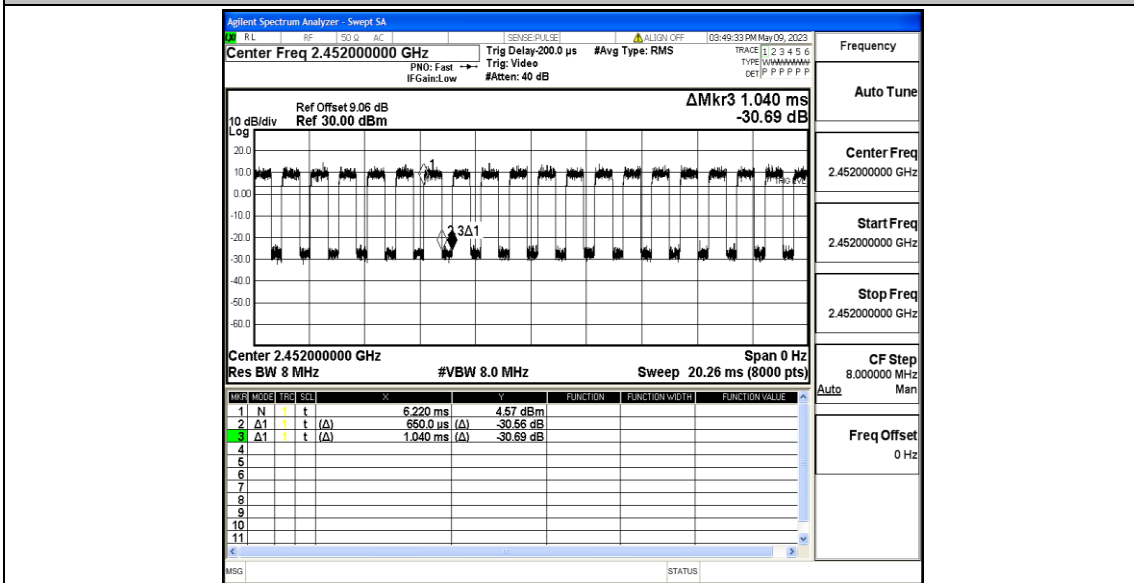 Agilent Spectrum Analyzer - Swept SA
LXI RL RF 50 Ω AC SENSE:PULSE ALIGN OFF 03:49:33 PM May 09, 2023
Center Freq 2.452000000 GHz
PNO: Fast
IFGain:Low
Trig Delay-200.0 µs
Trig: Video
#Atten: 40 dB
#Avg Type: RMS
TRACE 1 2 3 4 5 6
TYPE WWWWWWW
DET P P P P P P
Ref Offset 9.06 dB
10 dB/div Ref 30.00 dBm
ΔMkr3 1.040 ms
-30.69 dB
Log
20.0
10.0
0.00
-10.0
-20.0
-30.0
-40.0
-50.0
-60.0
1
2 3Δ1
TRIG LVL
Center 2.452000000 GHz Span 0 Hz
Res BW 8 MHz #VBW 8.0 MHz Sweep 20.26 ms (8000 pts)
MKR MODE TRC SCL X Y FUNCTION FUNCTION WIDTH FUNCTION VALUE
1 N 1 t 6.220 ms 4.57 dBm
2 Δ1 1 t (Δ) 650.0 µs (Δ) -30.56 dB
3 Δ1 1 t (Δ) 1.040 ms (Δ) -30.69 dB
4
5
6
7
8
9
10
11
MSG STATUS
Frequency
Auto Tune
Center Freq
2.452000000 GHz
Start Freq
2.452000000 GHz
Stop Freq
2.452000000 GHz
CF Step
8.000000 MHz
Auto Man
Freq Offset
0 Hz